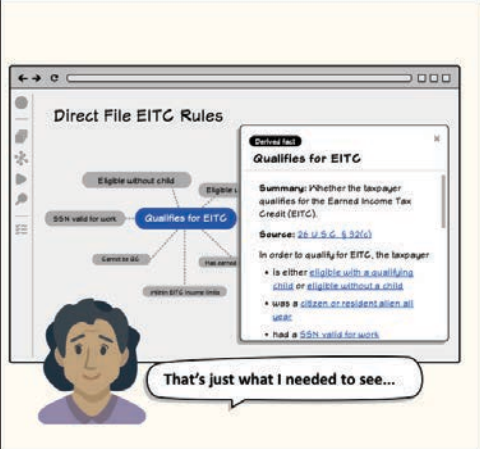 Direct File EITC Rules
Derived fact
Qualifies for EITC
Summary: Whether the taxpayer
qualifies for the Earned Income Tax
Credit (EITC).
Source: 26 U.S.C. § 32(c)
In order to qualify for EITC, the taxpayer
• is either eligible with a qualifying
child or eligible without a child
• was a citizen or resident alien all
year
• had a SSN valid for work
Eligible without child
Eligible
SSN valid for work
Qualifies for EITC
Cannot be QC
Has earned
Within EITC income limits
That's just what I needed to see...